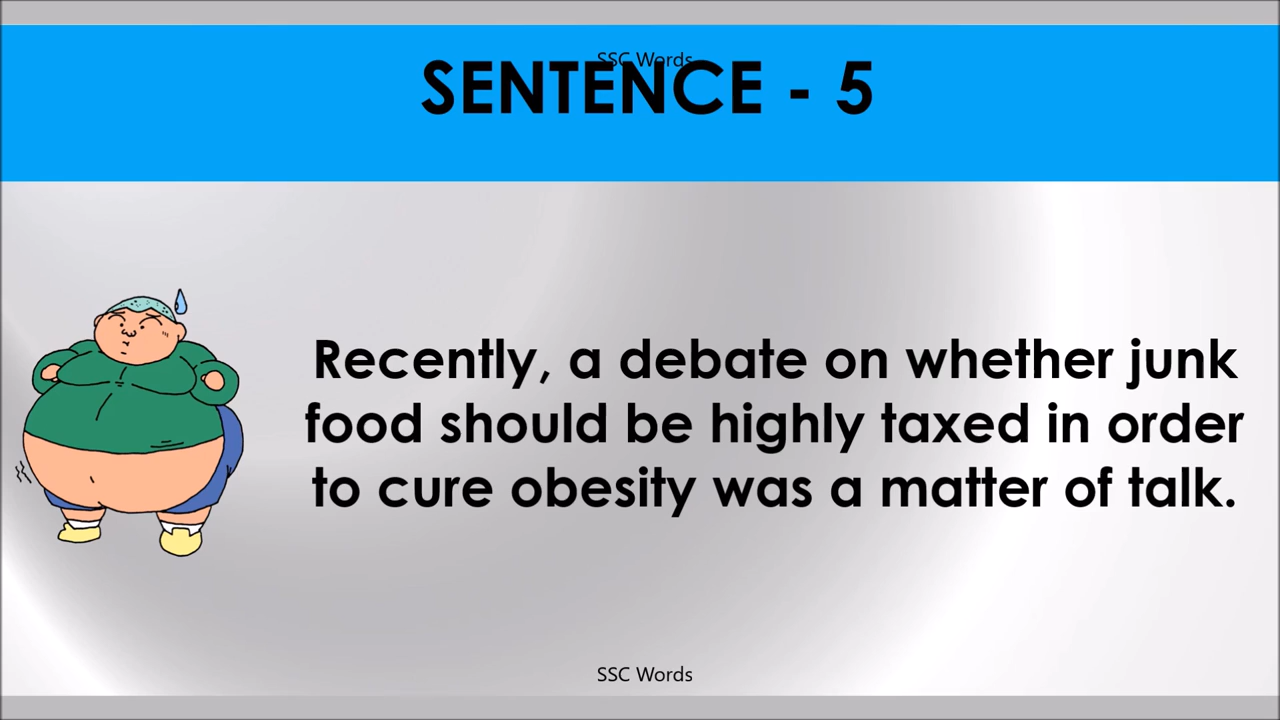 SSC Words
SENTENCE - 5
Recently, a debate on whether junk
food should be highly taxed in order
to cure obesity was a matter of talk.
SSC Words